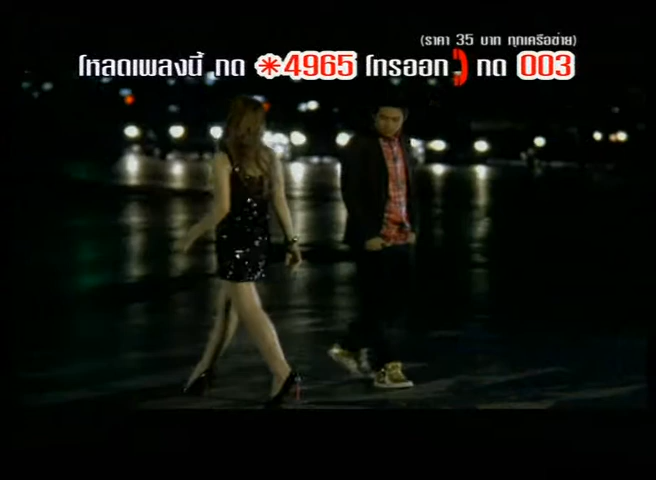 (ราคา 35 บาท ทุกเครือข่าย)
โหลดเพลงนี้ กด *4965 โทรออก กด 003